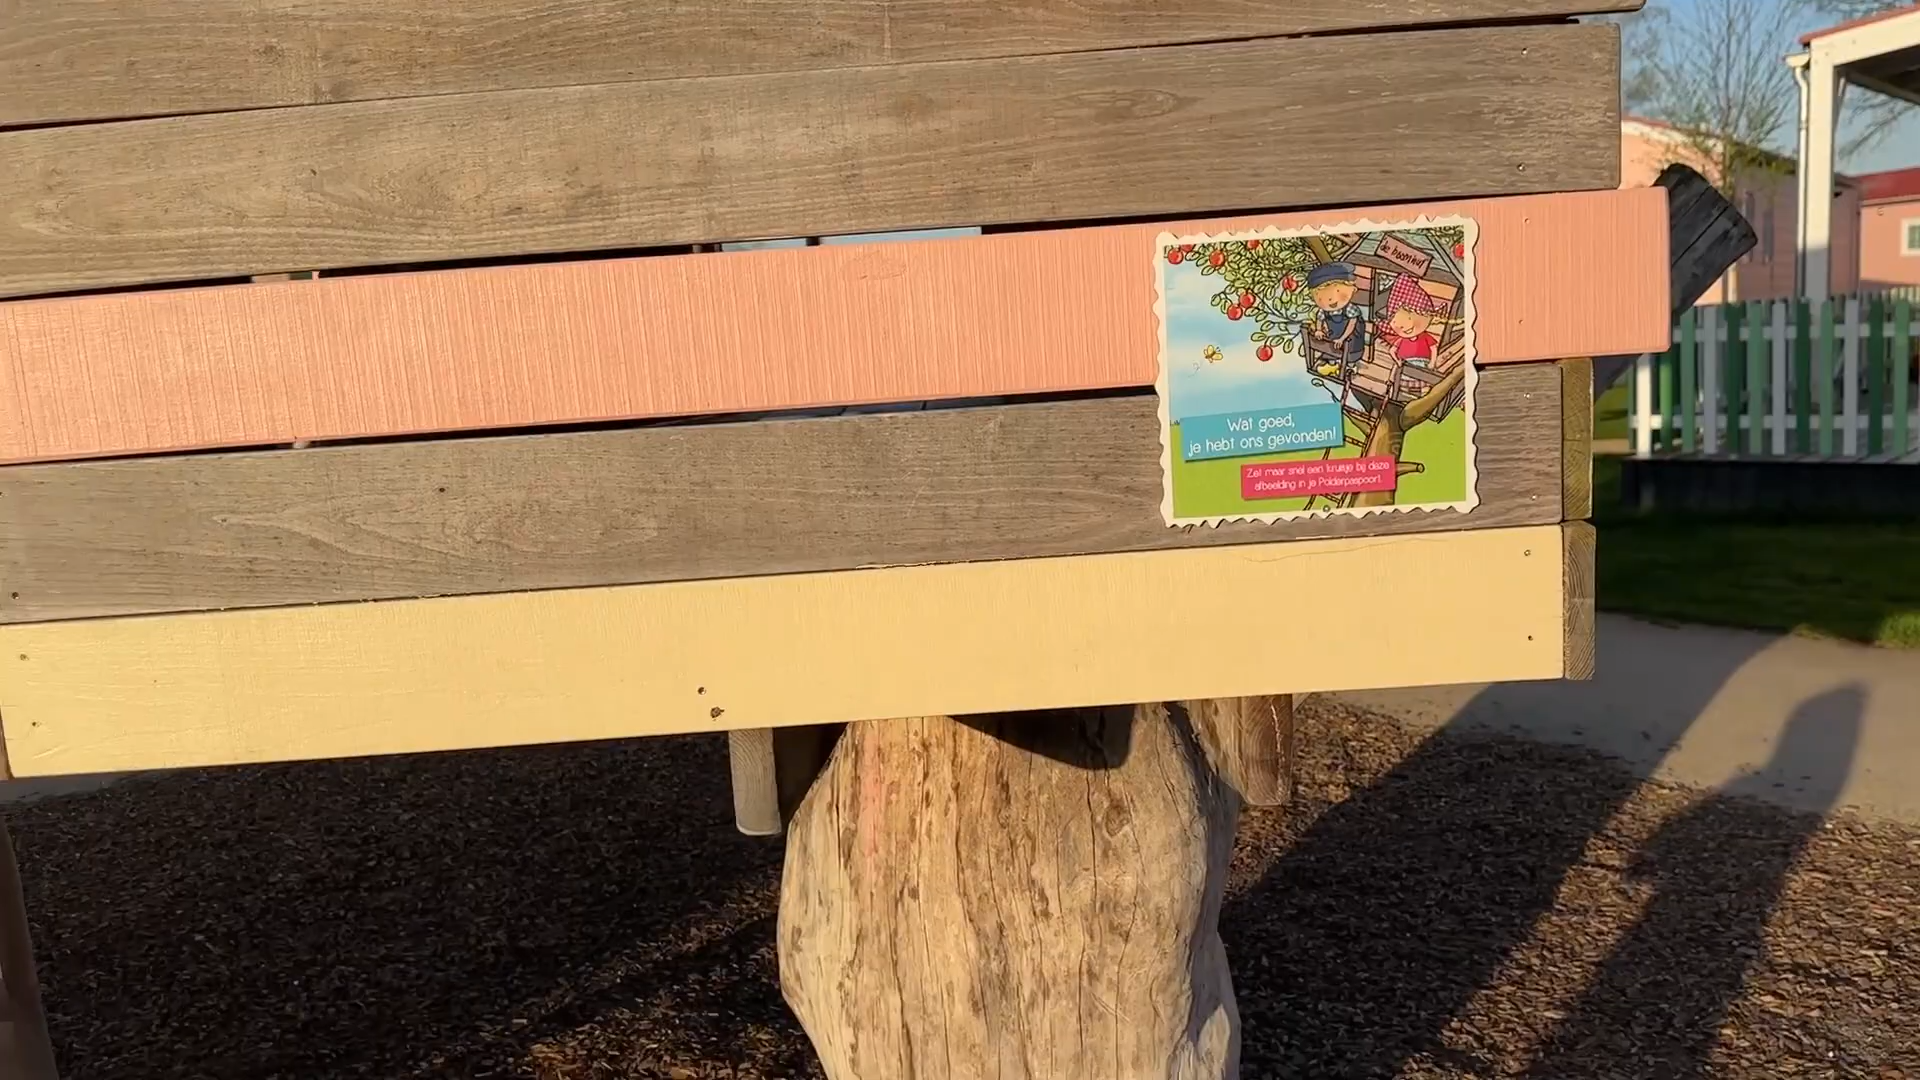 de boomhut
Wat goed,
je hebt ons gevonden!
Zet maar snel een kruisje bij deze
afbeelding in je Polderpaspoort.